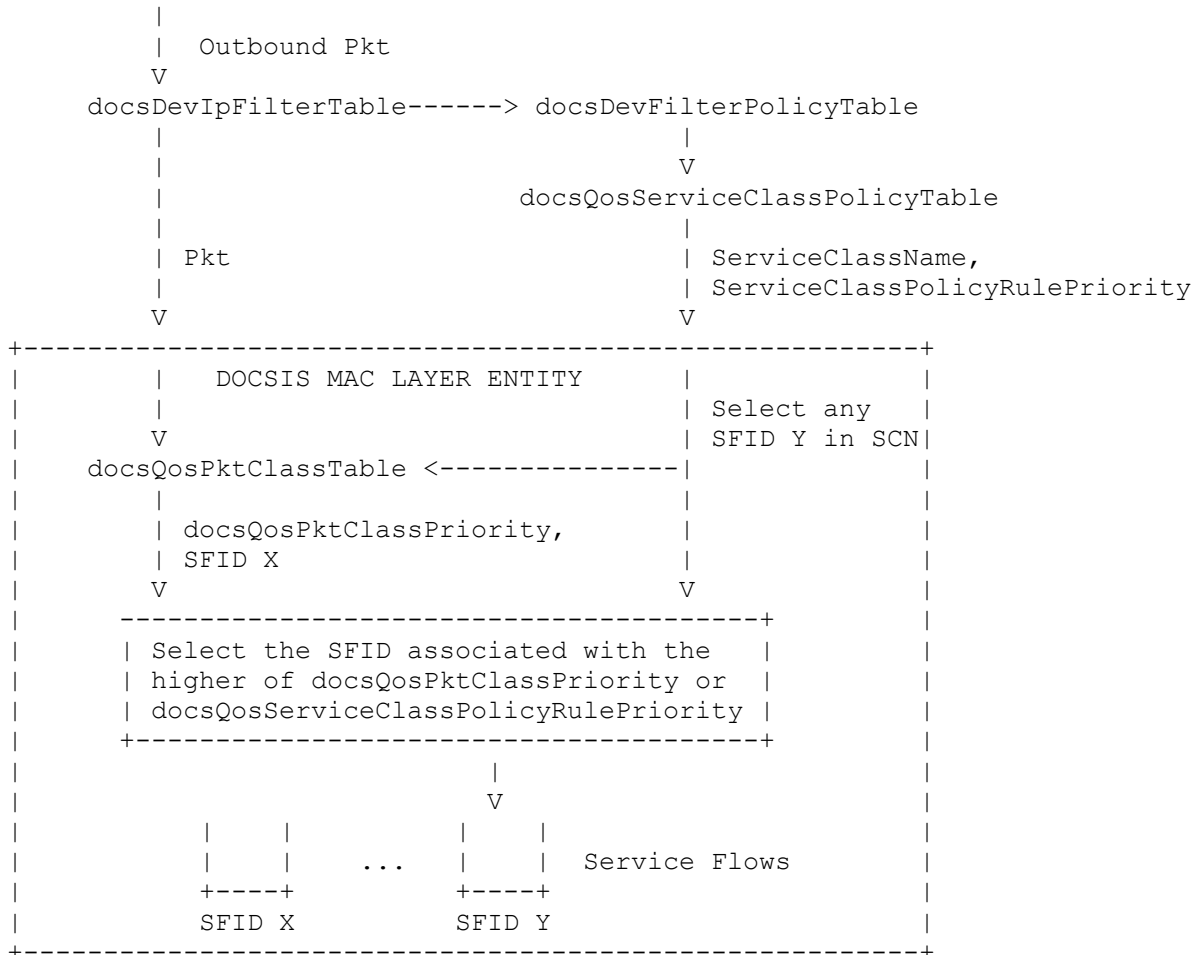 |
| Outbound Pkt
V
docsDevIpFilterTable------> docsDevFilterPolicyTable
| |
| V
| docsQosServiceClassPolicyTable
| |
| Pkt | ServiceClassName,
| | ServiceClassPolicyRulePriority
V V
+--------------------------------------------------------+
| | DOCSIS MAC LAYER ENTITY | |
| | | Select any |
| V | SFID Y in SCN|
| docsQosPktClassTable <---------------| |
| | | |
| | docsQosPktClassPriority, | |
| | SFID X | |
| V V |
| ----------------------------------------+ |
| | Select the SFID associated with the | |
| | higher of docsQosPktClassPriority or | |
| | docsQosServiceClassPolicyRulePriority | |
| +---------------------------------------+ |
| | |
| V |
| | | | | |
| | | ... | | Service Flows |
| +----+ +----+ |
| SFID X SFID Y |
+--------------------------------------------------------+